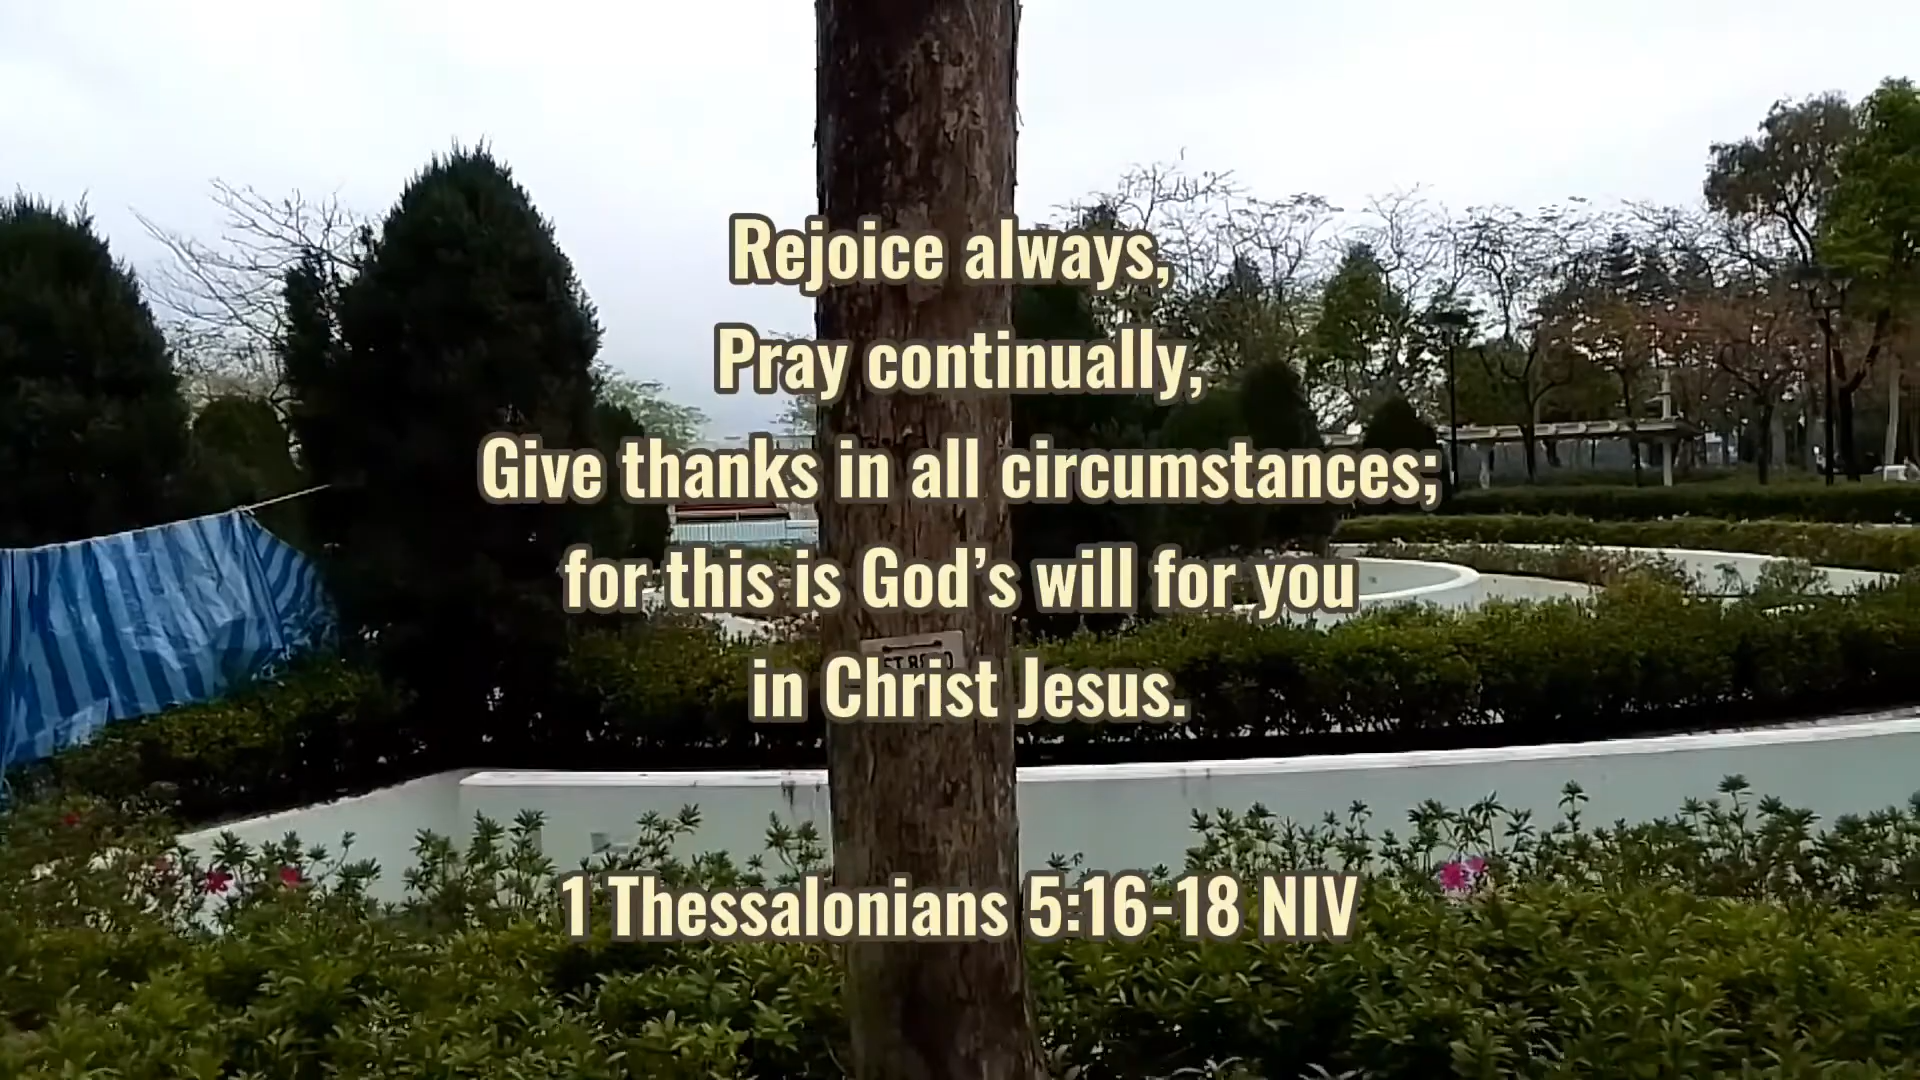 Rejoice always,
Pray continually,
Give thanks in all circumstances;
for this is God’s will for you
in Christ Jesus.
1 Thessalonians 5:16-18 NIV